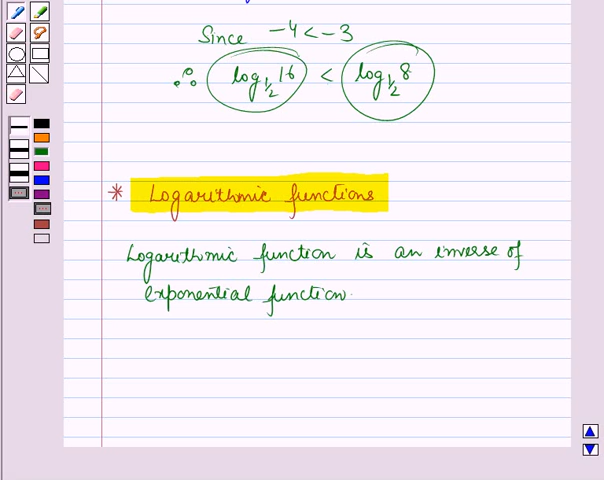 Since -4 < -3
∴ log½ 16 < log½ 8
* Logarithmic functions
Logarithmic function is an inverse of
exponential function.